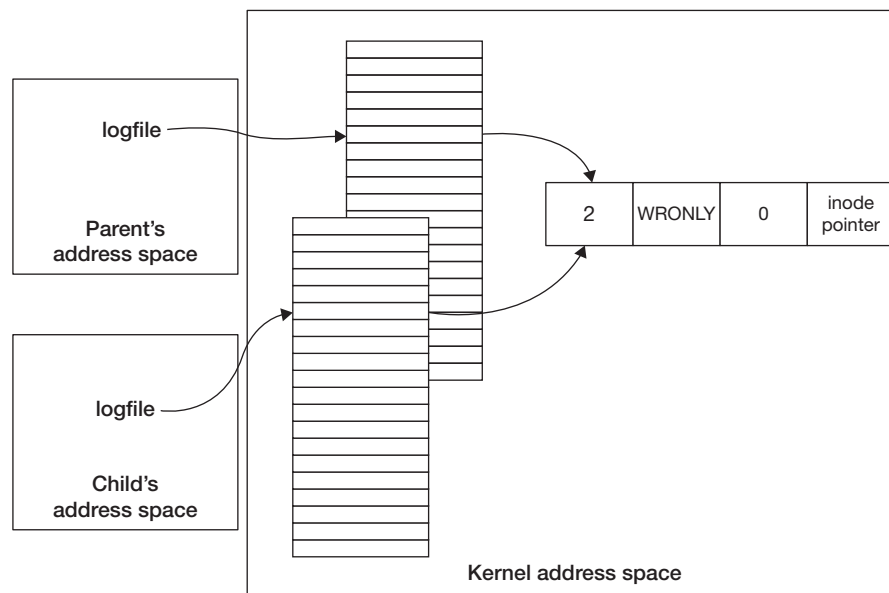 logfile
Parent's
address space
2
WRONLY
0
inode
pointer
logfile
Child's
address space
Kernel address space